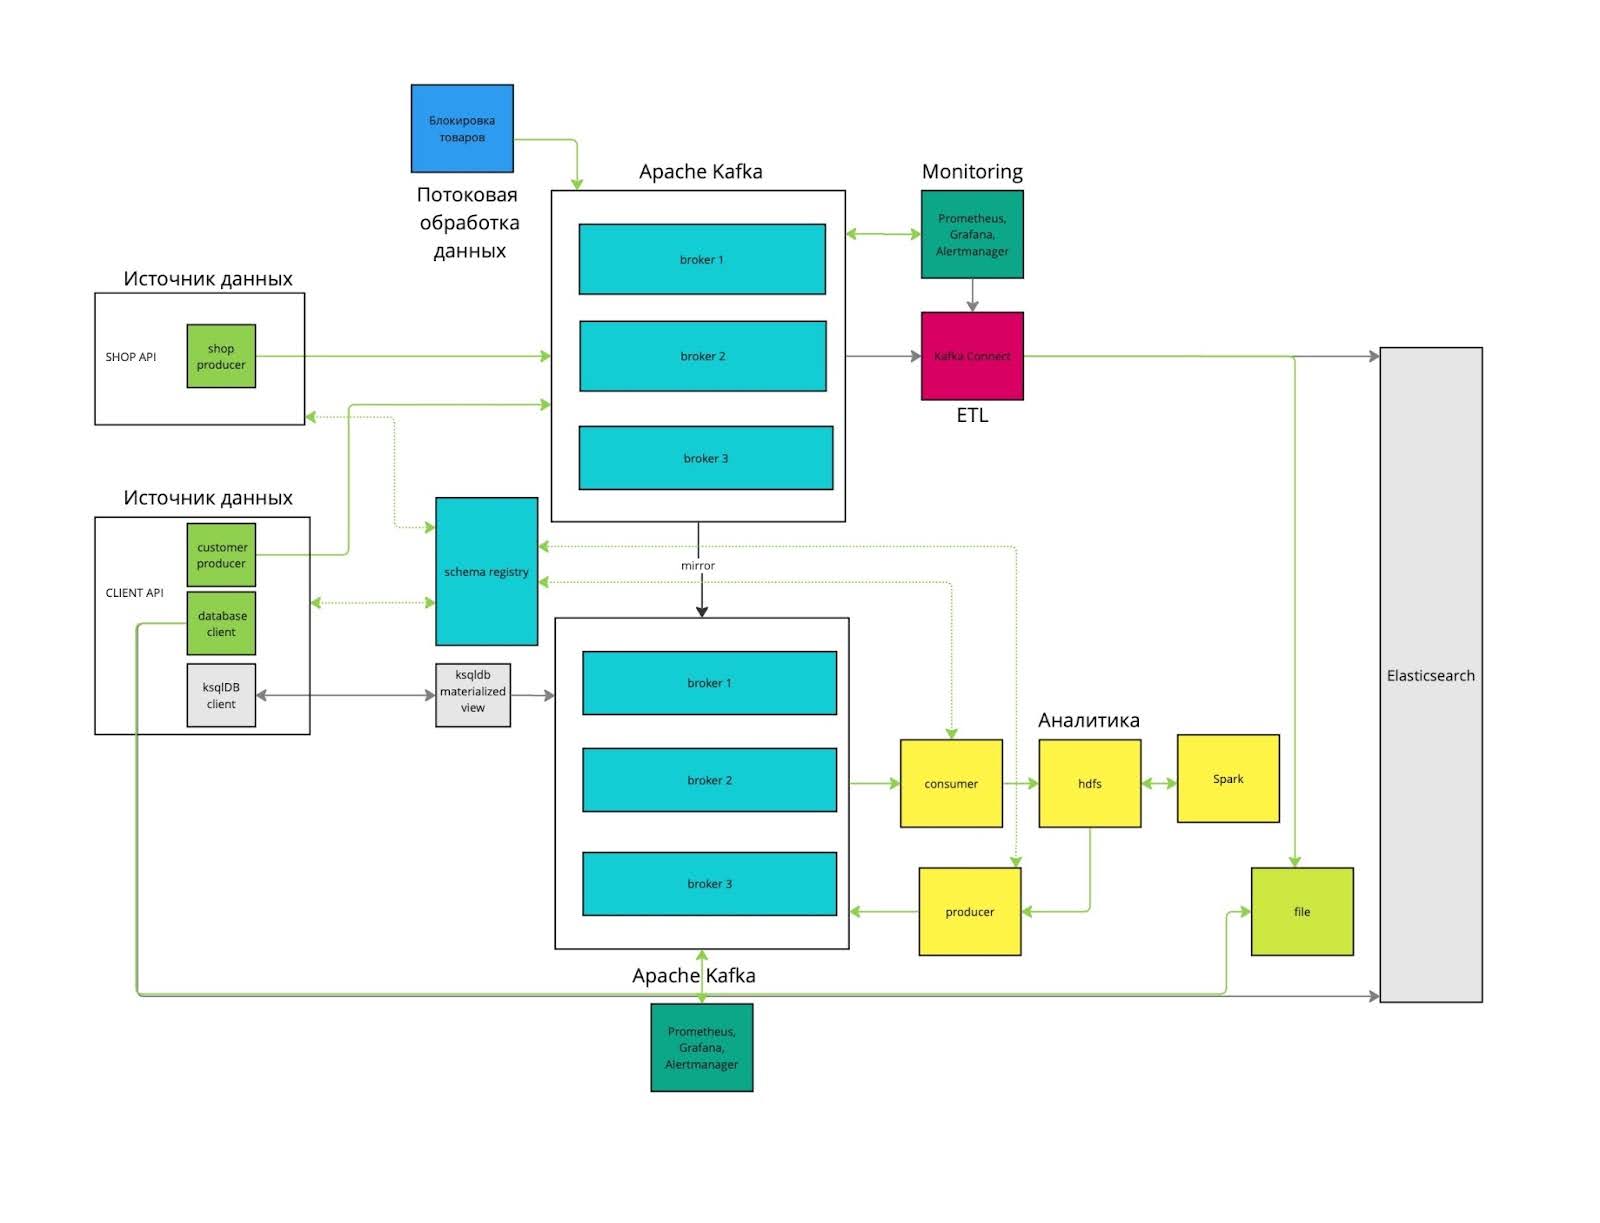 Блокировка
товаров
Потоковая
обработка
данных
Apache Kafka
broker 1
broker 2
broker 3
Monitoring
Prometheus,
Grafana,
Alertmanager
Kafka Connect
ETL
Источник данных
SHOP API
shop
producer
Источник данных
CLIENT API
customer
producer
database
client
ksqlDB
client
schema registry
ksqldb
materialized
view
mirror
broker 1
broker 2
broker 3
Apache Kafka
Prometheus,
Grafana,
Alertmanager
Аналитика
consumer
hdfs
Spark
producer
file
Elasticsearch